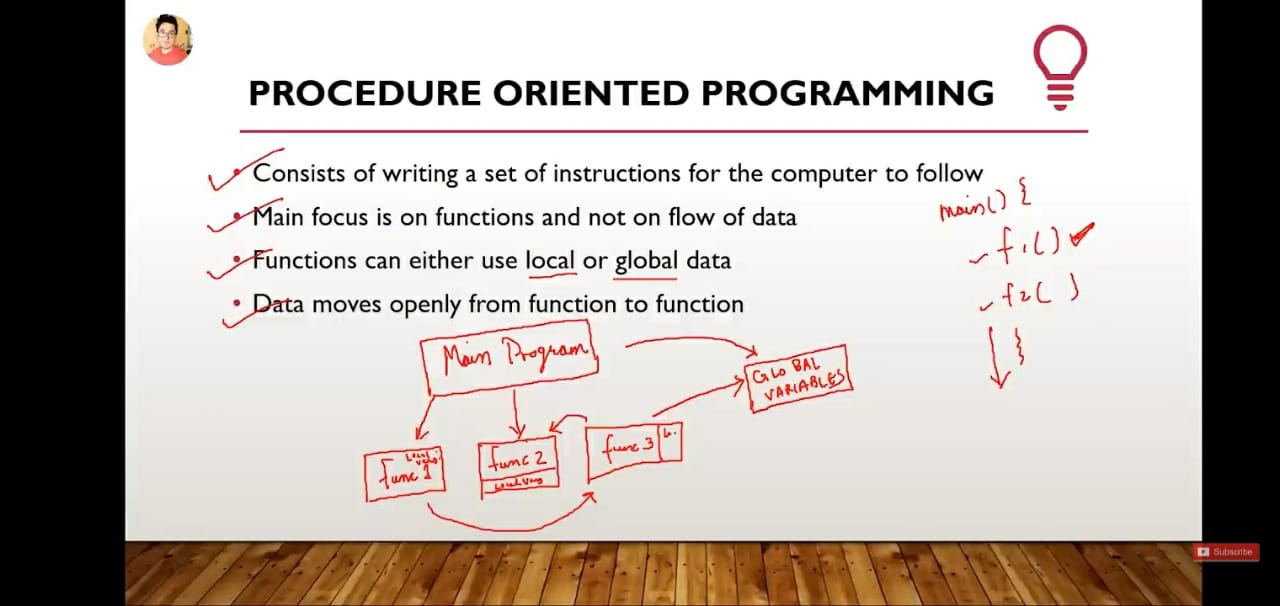 PROCEDURE ORIENTED PROGRAMMING
• Consists of writing a set of instructions for the computer to follow
• Main focus is on functions and not on flow of data
• Functions can either use local or global data
• Data moves openly from function to function
main() {
f1()
f2( )
}
Main Program
GLOBAL
VARIABLES
Local
vars.
func 1
func 2
Local Vars
func 3
L.
Subscribe